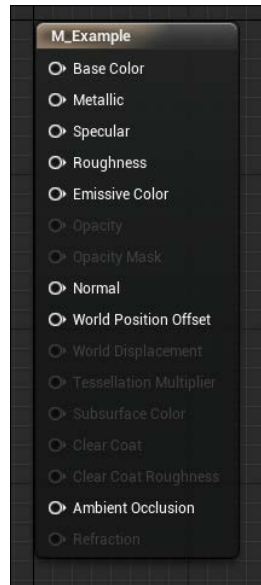 M_Example
Base Color
Metallic
Specular
Roughness
Emissive Color
Opacity
Opacity Mask
Normal
World Position Offset
World Displacement
Tessellation Multiplier
Subsurface Color
Clear Coat
Clear Coat Roughness
Ambient Occlusion
Refraction